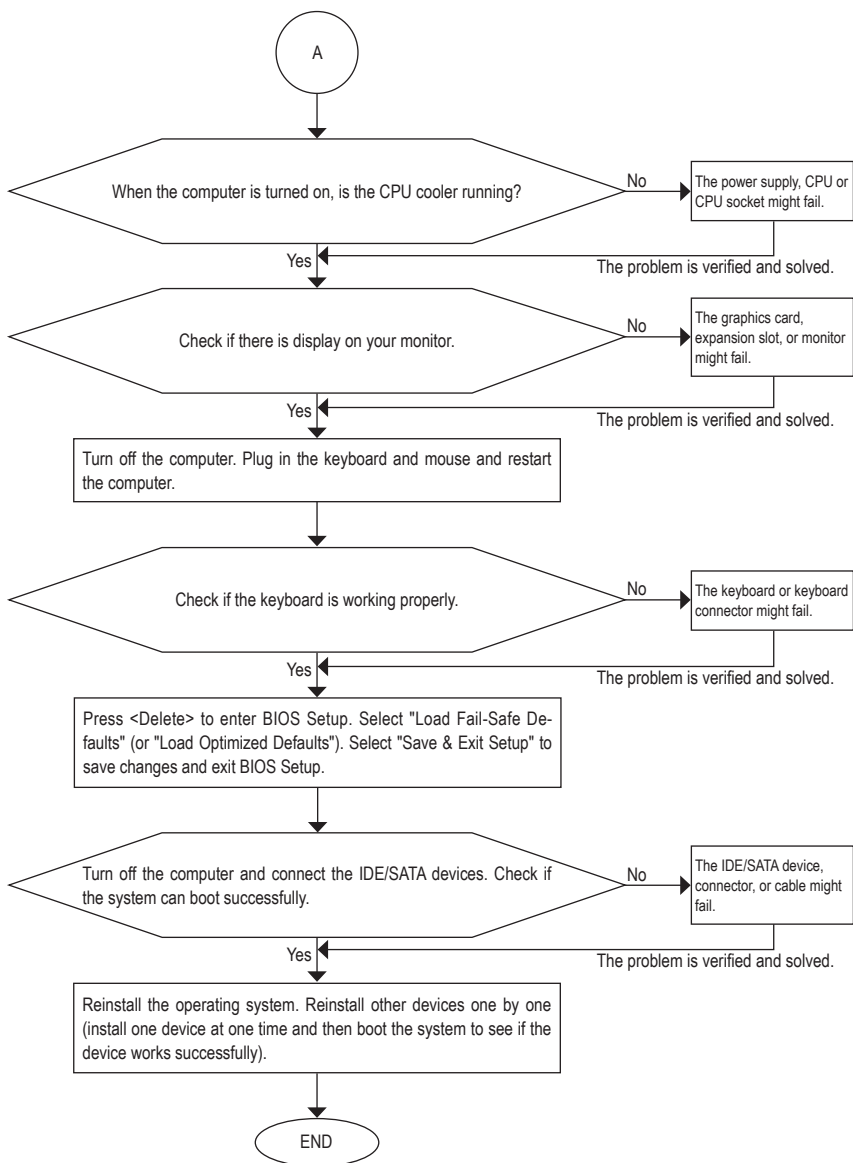 A
When the computer is turned on, is the CPU cooler running?
No
The power supply, CPU or
CPU socket might fail.
Yes
The problem is verified and solved.
Check if there is display on your monitor.
No
The graphics card,
expansion slot, or monitor
might fail.
Yes
The problem is verified and solved.
Turn off the computer. Plug in the keyboard and mouse and restart
the computer.
Check if the keyboard is working properly.
No
The keyboard or keyboard
connector might fail.
Yes
The problem is verified and solved.
Press <Delete> to enter BIOS Setup. Select "Load Fail-Safe De-
faults" (or "Load Optimized Defaults"). Select "Save & Exit Setup" to
save changes and exit BIOS Setup.
Turn off the computer and connect the IDE/SATA devices. Check if
the system can boot successfully.
No
The IDE/SATA device,
connector, or cable might
fail.
Yes
The problem is verified and solved.
Reinstall the operating system. Reinstall other devices one by one
(install one device at one time and then boot the system to see if the
device works successfully).
END